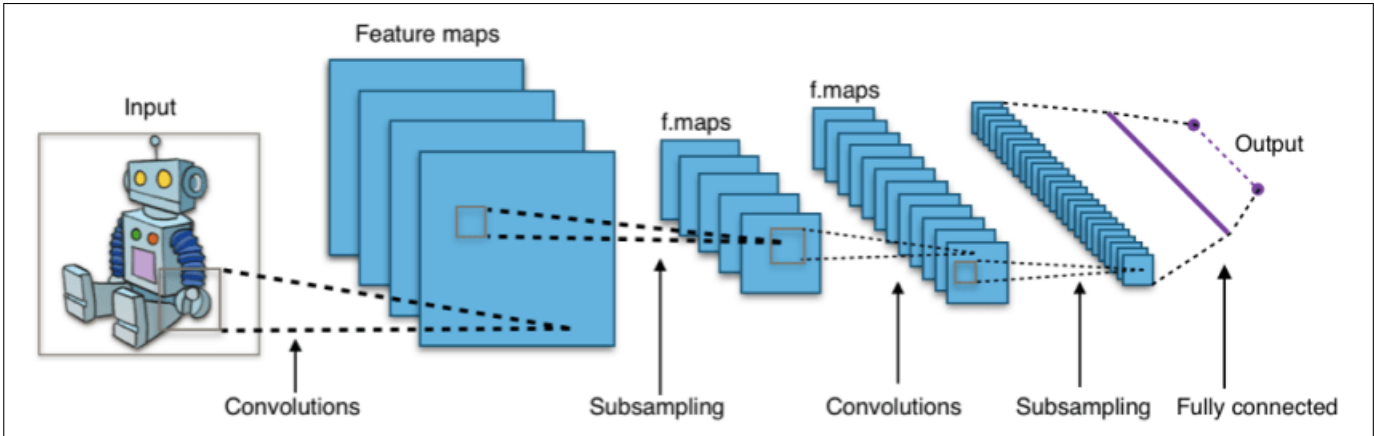 Feature maps
Input
f.maps
f.maps
Output
Convolutions
Subsampling
Convolutions
Subsampling
Fully connected